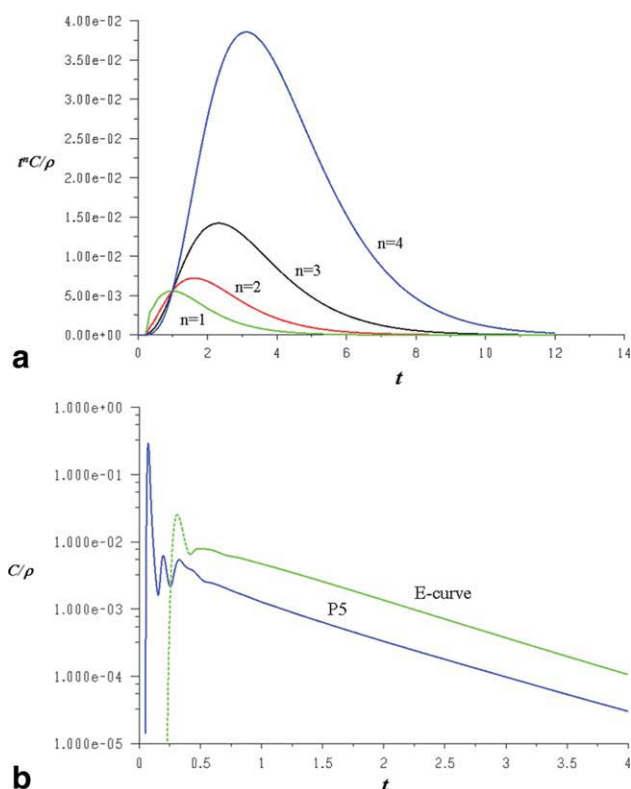 4.00e-02
3.50e-02
3.00e-02
2.50e-02
tⁿC/ρ
2.00e-02
1.50e-02
1.00e-02
5.00e-03
0.00e+00
n=4
n=3
n=2
n=1
0 2 4 6 8 10 12 14
a
t
1.000e+00
1.000e-01
C/ρ
1.000e-02
1.000e-03
1.000e-04
1.000e-05
E-curve
P5
0 0.5 1 1.5 2 2.5 3 3.5 4
b
t